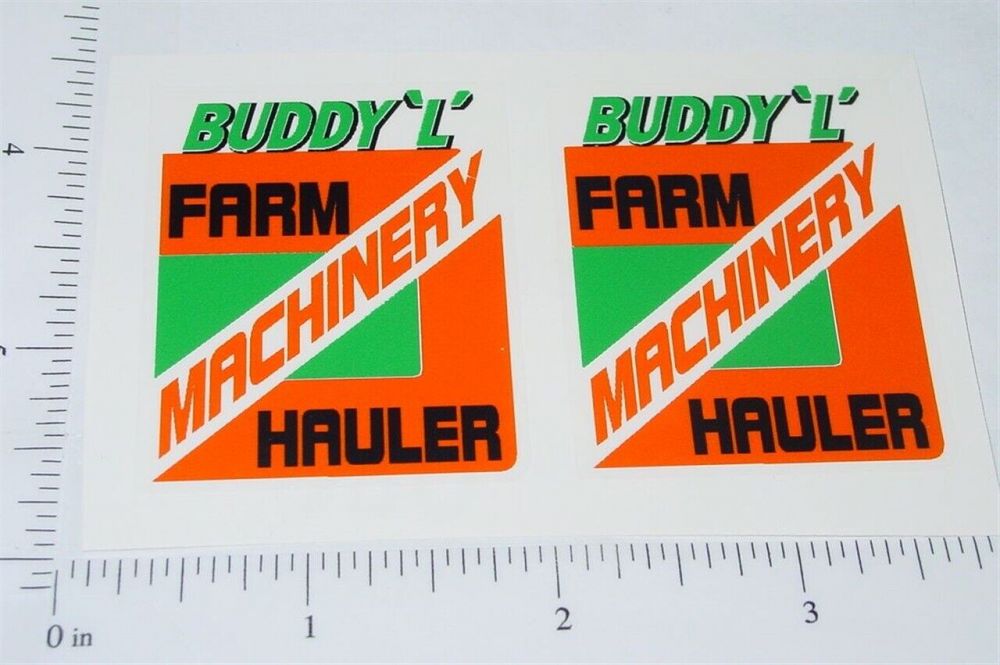 BUDDY 'L'
FARM
MACHINERY
HAULER
BUDDY 'L'
FARM
MACHINERY
HAULER
4
0 in
1
2
3